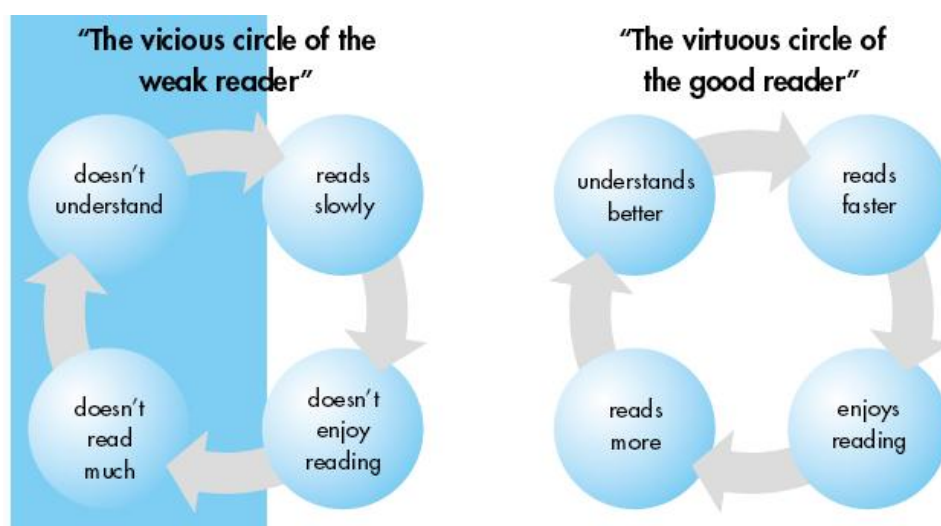 “The vicious circle of the
weak reader”
doesn’t
understand
reads
slowly
doesn’t
enjoy
reading
doesn’t
read
much
“The virtuous circle of
the good reader”
understands
better
reads
faster
enjoys
reading
reads
more